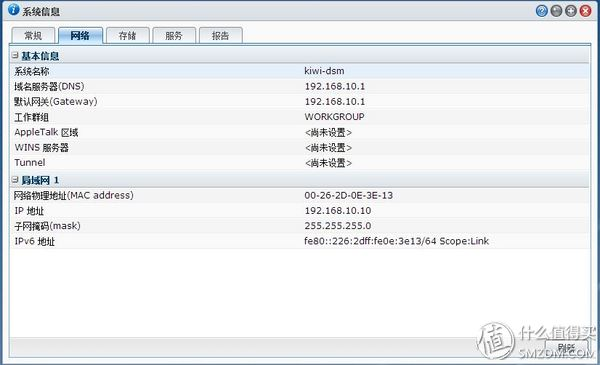 系统信息
常规 网络 存储 服务 报告
基本信息
系统名称 kiwi-dsm
域名服务器(DNS) 192.168.10.1
默认网关(Gateway) 192.168.10.1
工作群组 WORKGROUP
AppleTalk 区域 <尚未设置>
WINS 服务器 <尚未设置>
Tunnel <尚未设置>
局域网 1
网络物理地址(MAC address) 00-26-2D-0E-3E-13
IP 地址 192.168.10.10
子网掩码(mask) 255.255.255.0
IPv6 地址 fe80::226:2dff:fe0e:3e13/64 Scope:Link
值 什么值得买
SMZDM.COM